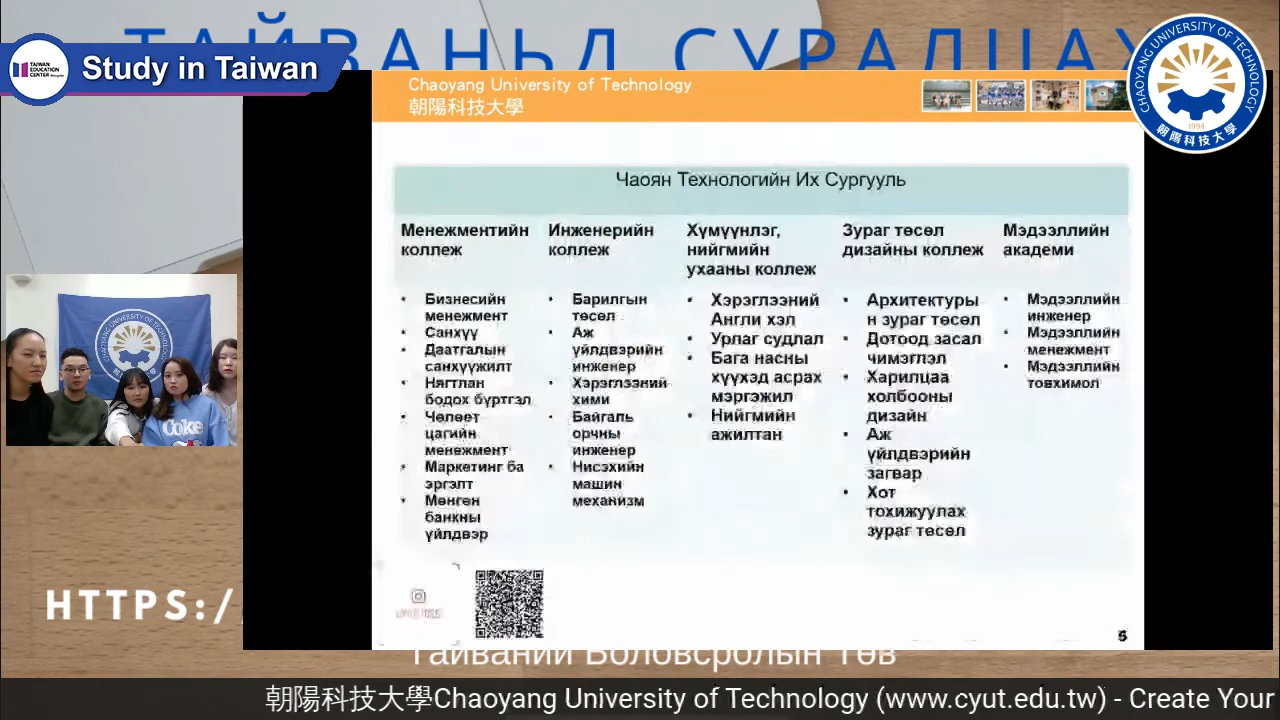 ТАЙВАНЬД СУРАЛЦАХ
TAIWAN
EDUCATION
CENTER
Study in Taiwan
Chaoyang University of Technology
朝陽科技大學
CHAOYANG UNIVERSITY OF TECHNOLOGY
1994
朝陽科技大學
Чаоян Технологийн Их Сургууль
Менежментийн
коллеж
• Бизнесийн
менежмент
• Санхүү
• Даатгалын
санхүүжилт
• Нягтлан
бодох бүртгэл
• Чөлөөт
цагийн
менежмент
• Маркетинг ба
эргэлт
• Мөнгөн
банкны
үйлдвэр
Инженерийн
коллеж
• Барилгын
төсөл
• Аж
үйлдвэрийн
инженер
• Хэрэглээний
хими
• Байгаль
орчны
инженер
• Нисэхийн
машин
механизм
Хүмүүнлэг,
нийгмийн
ухааны коллеж
• Хэрэглээний
Англи хэл
• Урлаг судлал
• Бага насны
хүүхэд асрах
мэргэжил
• Нийгмийн
ажилтан
Зураг төсөл
дизайны коллеж
• Архитектуры
н зураг төсөл
• Дотоод засал
чимэглэл
• Харилцаа
холбооны
дизайн
• Аж
үйлдвэрийн
загвар
• Хот
тохижуулах
зураг төсөл
Мэдээллийн
академи
• Мэдээллийн
инженер
• Мэдээллийн
менежмент
• Мэдээллийн
товхимол
CHAOYANG UNIVERSITY OF TECHNOLOGY
Coke
HTTPS:/
5
Тайваний Боловсролын Төв
朝陽科技大學Chaoyang University of Technology (www.cyut.edu.tw) - Create Your